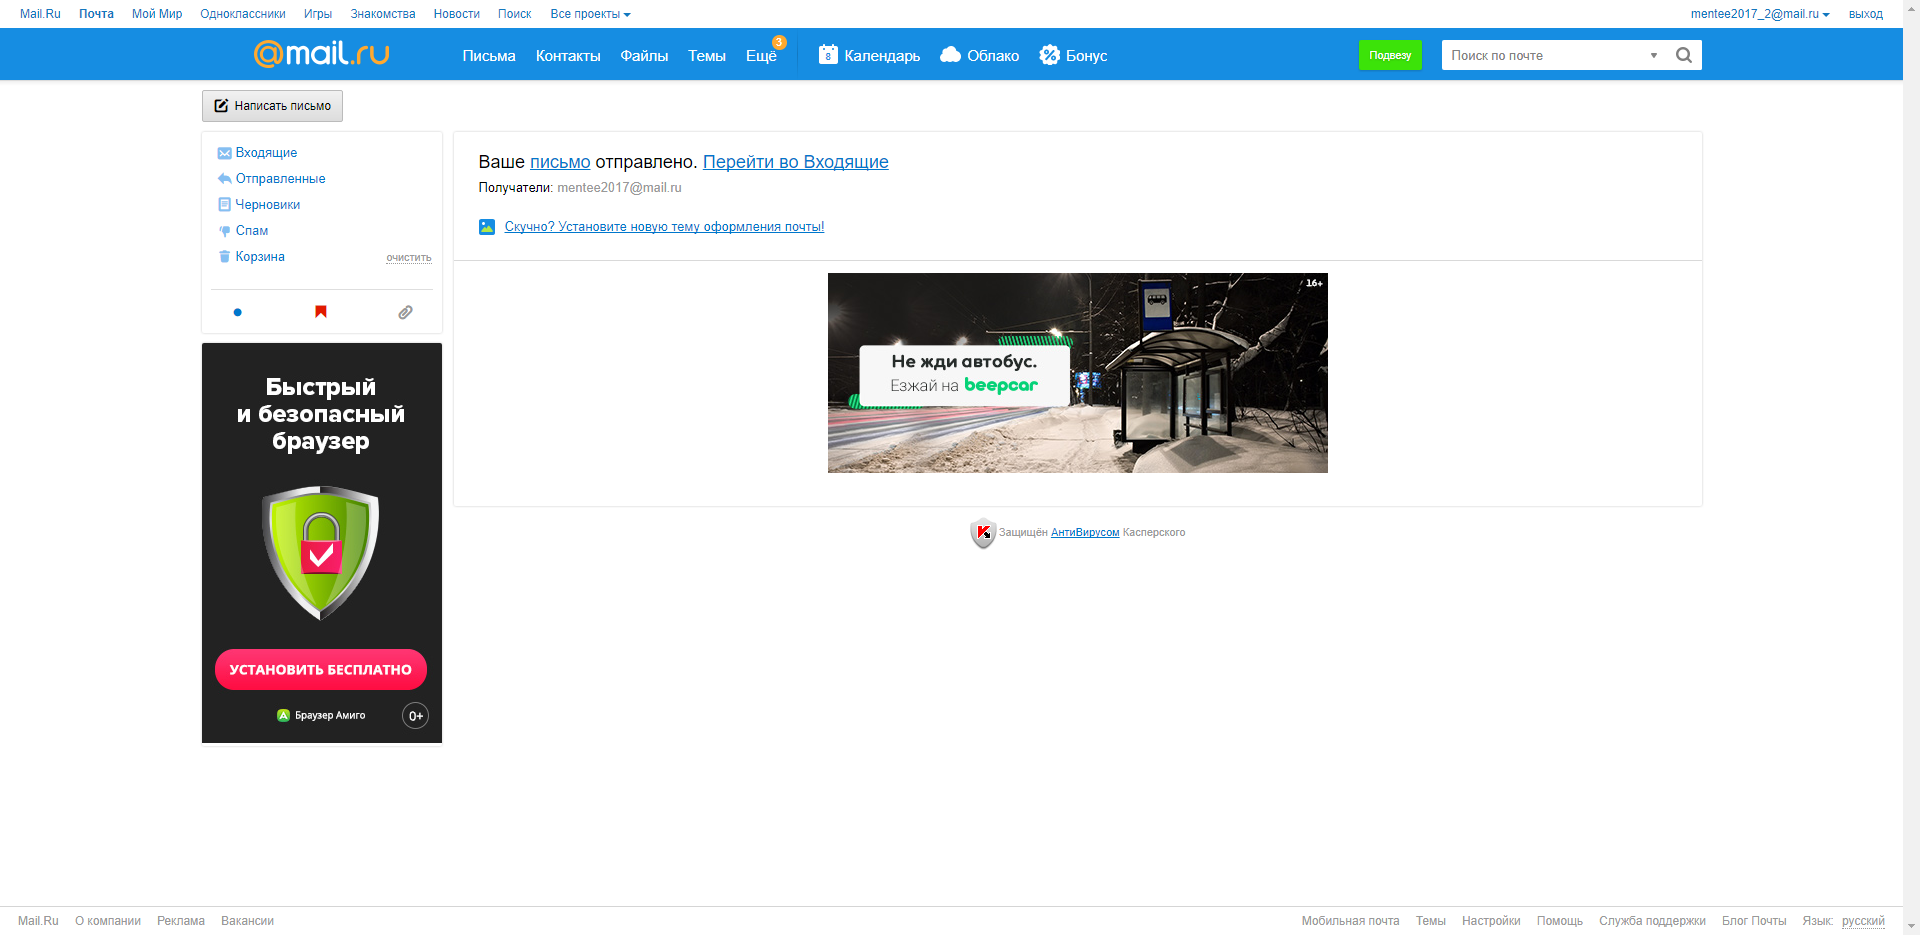 Mail.Ru Почта Мой Мир Одноклассники Игры Знакомства Новости Поиск Все проекты mentee2017_2@mail.ru выход
@mail.ru Письма Контакты Файлы Темы Ещё 3 8 Календарь Облако Бонус Подвезу Поиск по почте
Написать письмо
Входящие
Отправленные
Черновики
Спам
Корзина очистить
Быстрый
и безопасный
браузер
УСТАНОВИТЬ БЕСПЛАТНО
Браузер Амиго 0+
Ваше письмо отправлено. Перейти во Входящие
Получатели: mentee2017@mail.ru
Скучно? Установите новую тему оформления почты!
16+
Не жди автобус.
Езжай на beepcar
Защищён АнтиВирусом Касперского
Mail.Ru О компании Реклама Вакансии Мобильная почта Темы Настройки Помощь Служба поддержки Блог Почты Язык: русский